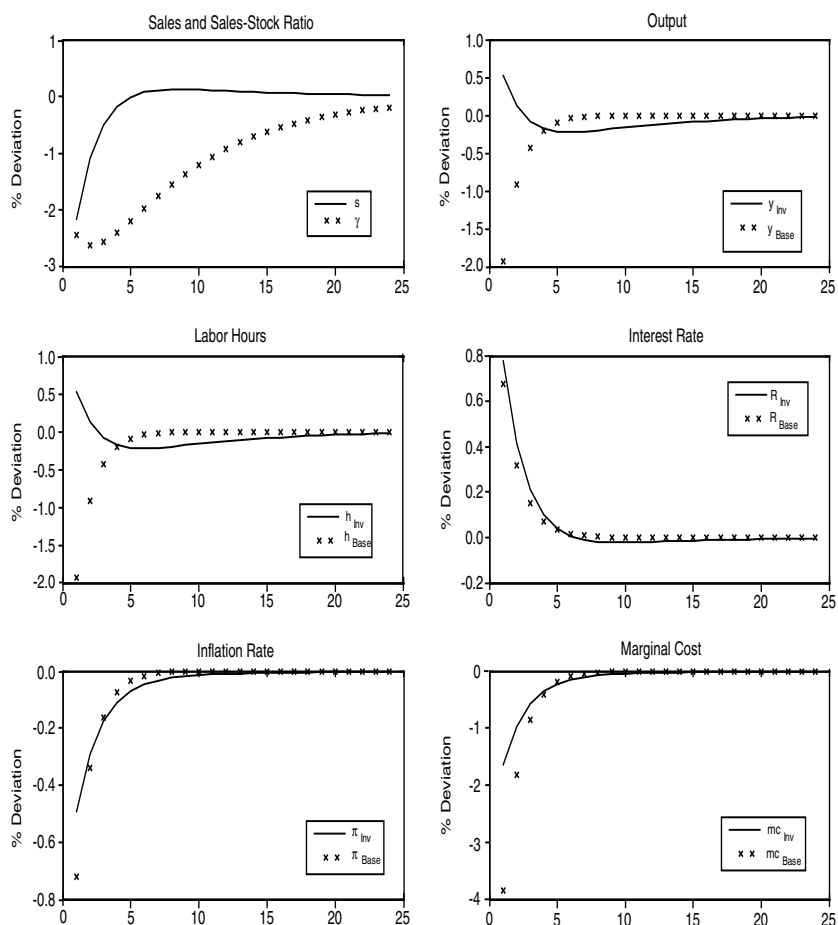 Sales and Sales-Stock Ratio
% Deviation
1
0
-1
-2
-3
0 5 10 15 20 25
s
γ
Output
% Deviation
1.0
0.5
0.0
-0.5
-1.0
-1.5
-2.0
0 5 10 15 20 25
y Inv
y Base
Labor Hours
% Deviation
1.0
0.5
0.0
-0.5
-1.0
-1.5
-2.0
0 5 10 15 20 25
h Inv
h Base
Interest Rate
% Deviation
0.8
0.6
0.4
0.2
0.0
-0.2
0 5 10 15 20 25
R Inv
R Base
Inflation Rate
% Deviation
0.0
-0.2
-0.4
-0.6
-0.8
0 5 10 15 20 25
π Inv
π Base
Marginal Cost
% Deviation
0
-1
-2
-3
-4
0 5 10 15 20 25
mc Inv
mc Base